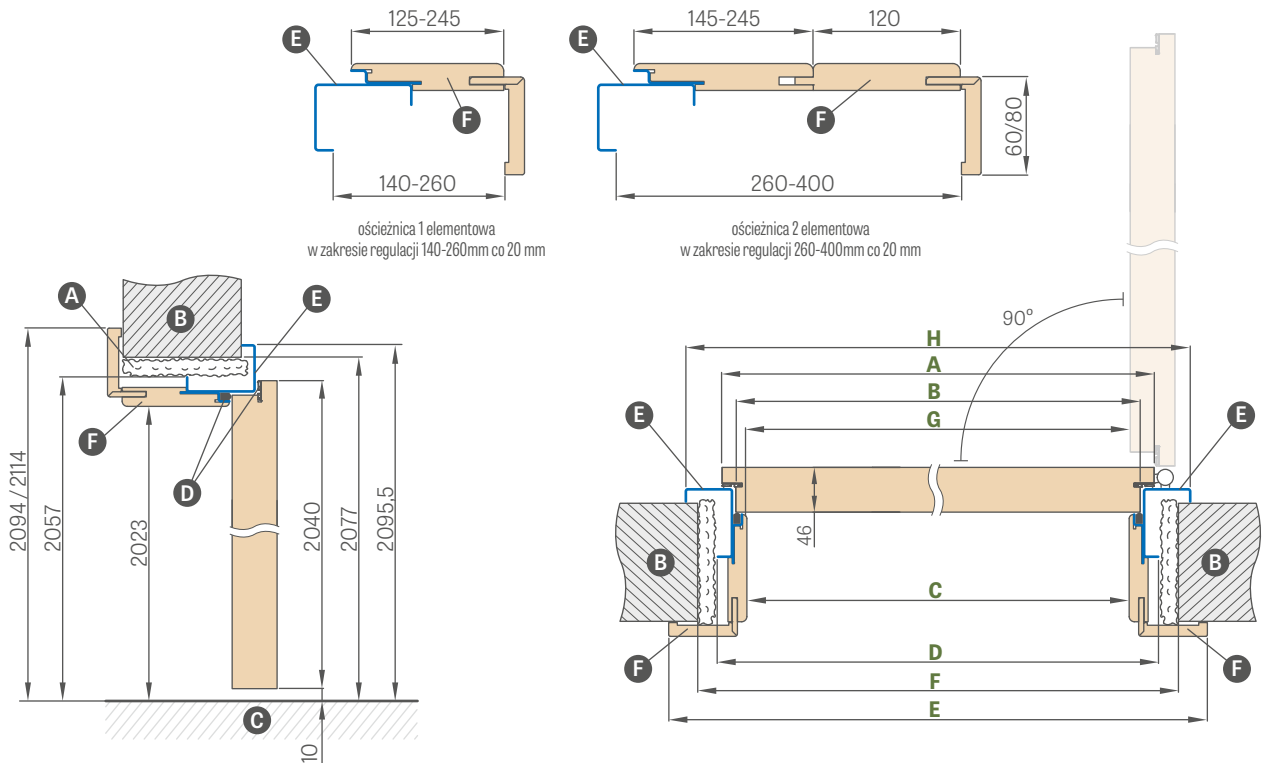 125-245
145-245
120
E
E
F
F
60/80
140-260
260-400
ościeżnica 1 elementowa
w zakresie regulacji 140-260mm co 20 mm
ościeżnica 2 elementowa
w zakresie regulacji 260-400mm co 20 mm
A
B
E
F
D
2094 / 2114
2057
2023
2040
2077
2095,5
C
10
90°
H
A
B
G
E
E
46
B
B
C
F
F
D
F
E